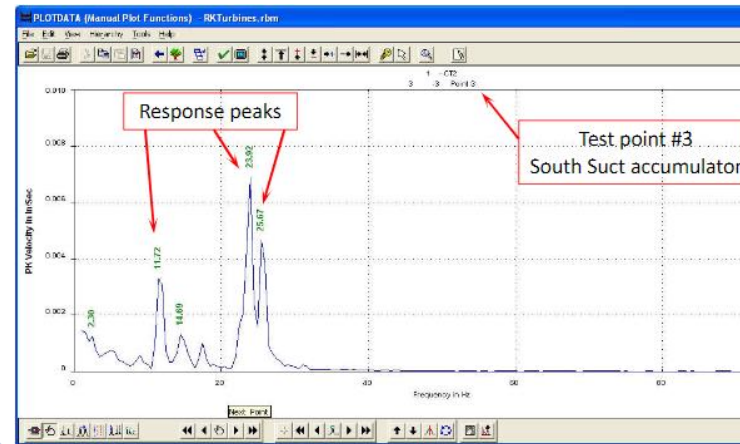 PLOTDATA (Manual Plot Functions) - RKTurbines.rbm
File Edit View Hierarchy Tools Help
1 - CT2
3 -3 Point 3
Response peaks
Test point #3
South Suct accumulator
PK Velocity in In/Sec
0.010
0.008
0.006
0.004
0.002
0
2.30
11.72
14.69
23.92
25.67
0
20
40
60
80
Frequency in Hz
Next Point